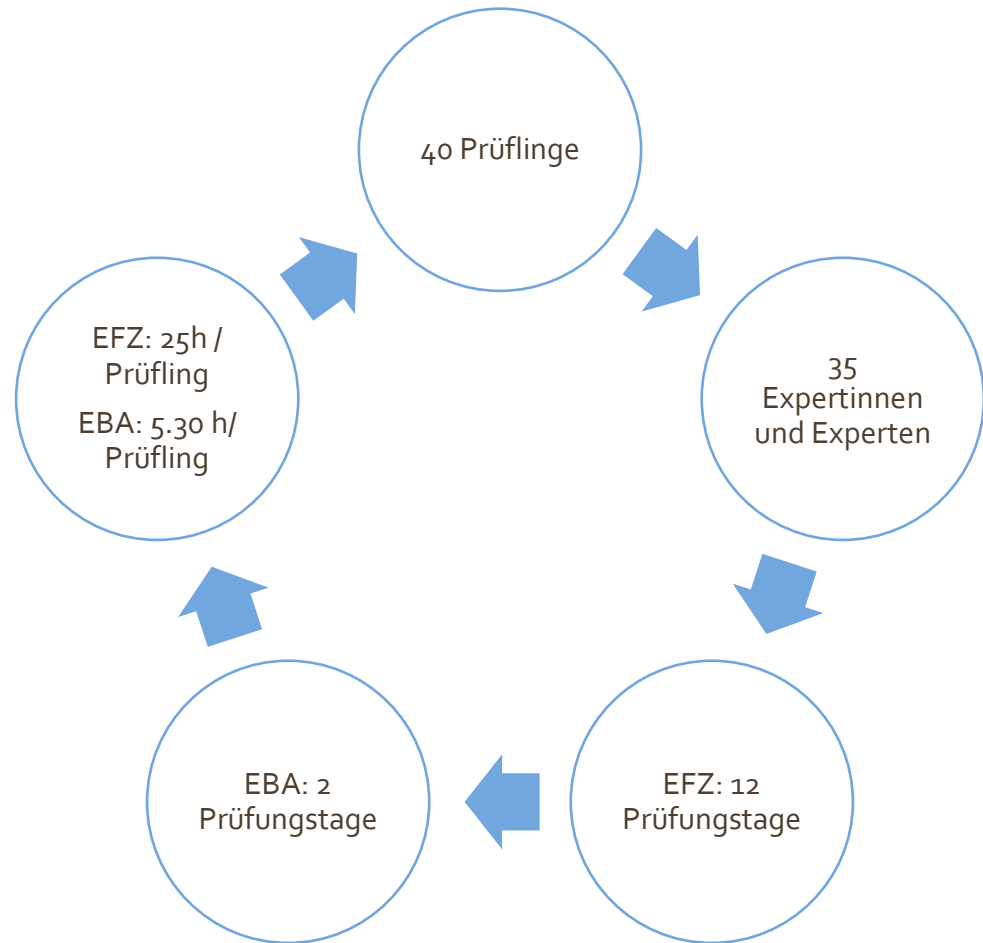 40 Prüflinge
35
Expertinnen
und Experten
EFZ: 12
Prüfungstage
EBA: 2
Prüfungstage
EFZ: 25h /
Prüfling
EBA: 5.30 h/
Prüfling